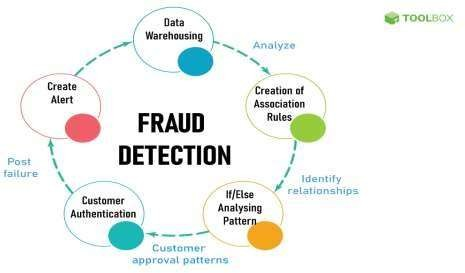 TOOLBOX
Data
Warehousing
Analyze
Creation of
Association
Rules
Identify
relationships
If/Else
Analysing
Pattern
Customer
approval patterns
Customer
Authentication
Post
failure
Create
Alert
FRAUD
DETECTION